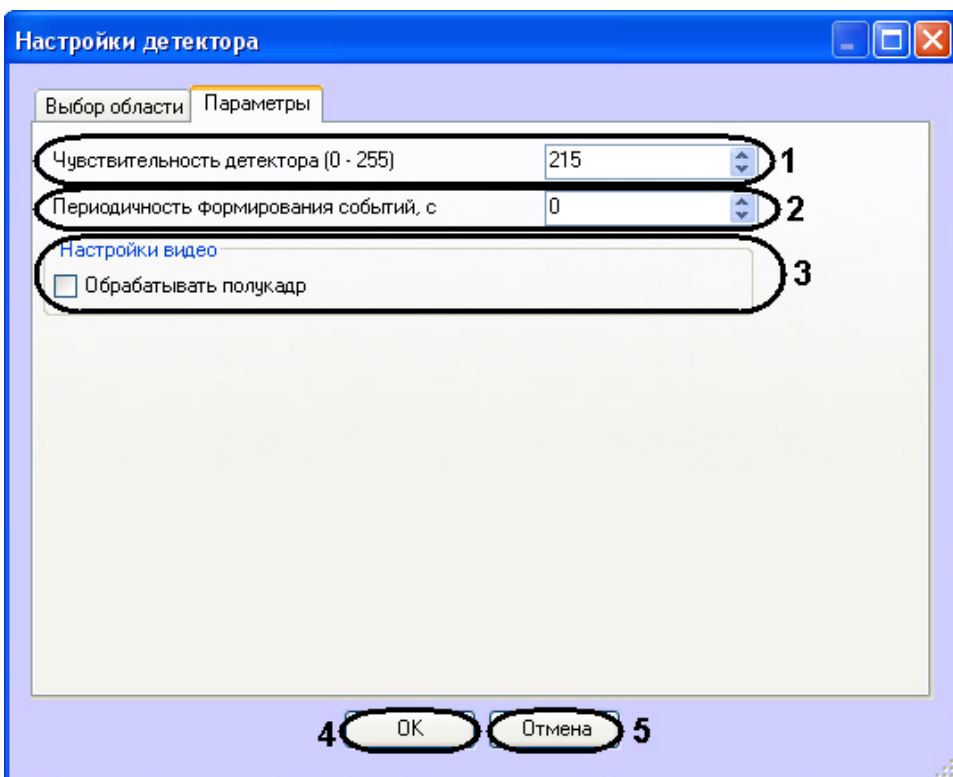 Настройки детектора
Выбор области Параметры
Чувствительность детектора (0 - 255) 215 1
Периодичность формирования событий, с 0 2
Настройки видео
Обрабатывать полукадр 3
4 OK Отмена 5